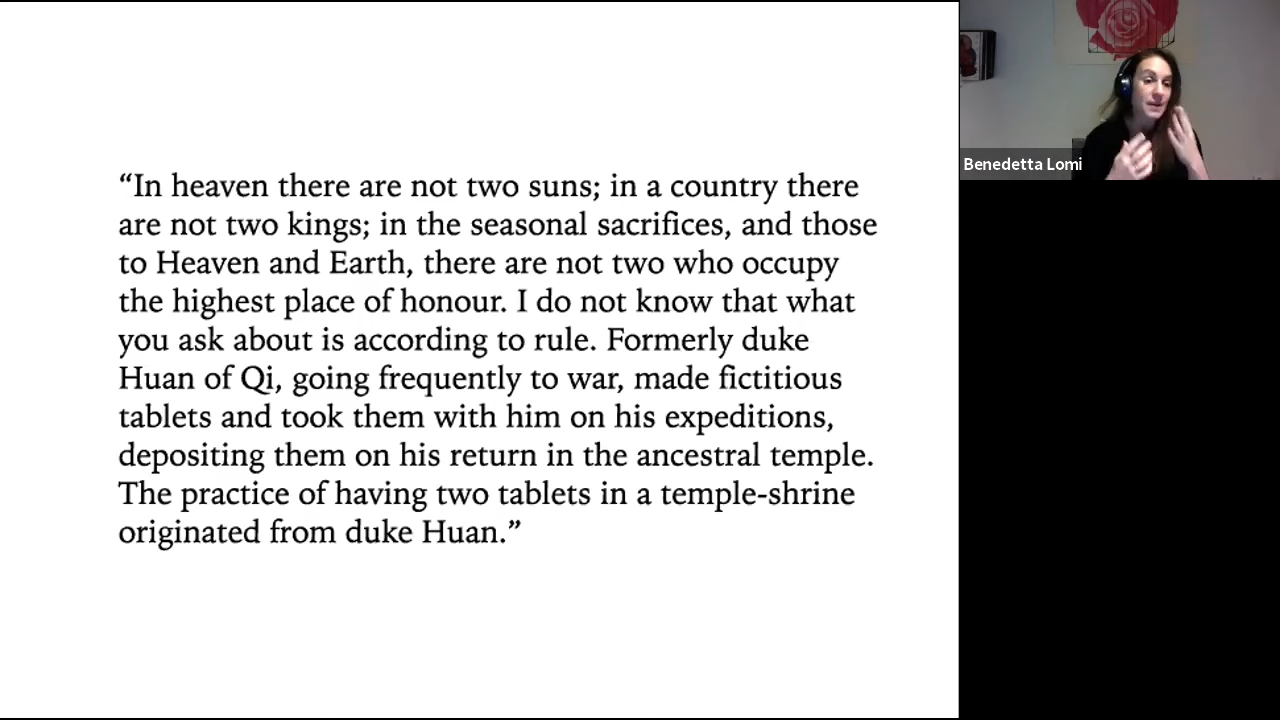 “In heaven there are not two suns; in a country there
are not two kings; in the seasonal sacrifices, and those
to Heaven and Earth, there are not two who occupy
the highest place of honour. I do not know that what
you ask about is according to rule. Formerly duke
Huan of Qi, going frequently to war, made fictitious
tablets and took them with him on his expeditions,
depositing them on his return in the ancestral temple.
The practice of having two tablets in a temple-shrine
originated from duke Huan.”
Benedetta Lomi